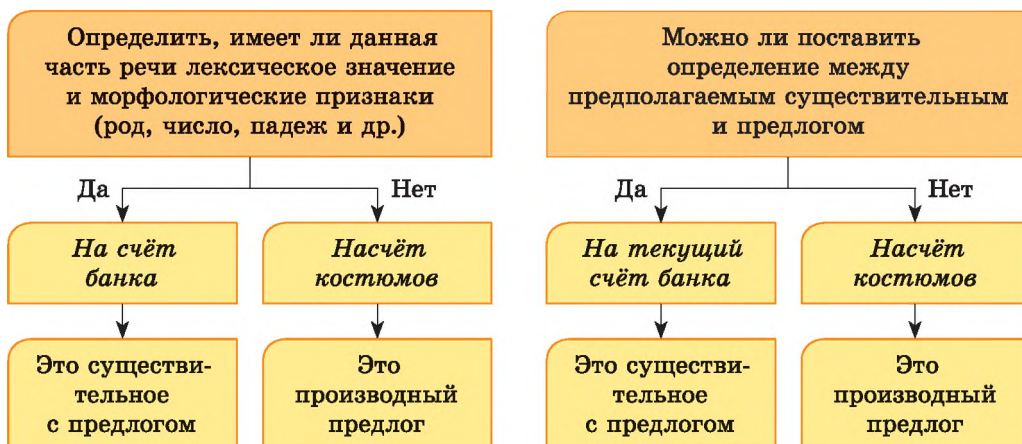 Определить, имеет ли данная
часть речи лексическое значение
и морфологические признаки
(род, число, падеж и др.)
Да
Нет
На счёт
банка
Насчёт
костюмов
Это существи-
тельное
с предлогом
Это
производный
предлог
Можно ли поставить
определение между
предполагаемым существительным
и предлогом
Да
Нет
На текущий
счёт банка
Насчёт
костюмов
Это существи-
тельное
с предлогом
Это
производный
предлог